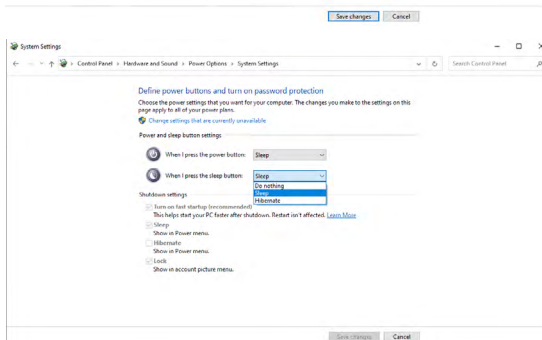 Save changes Cancel
System Settings
Control Panel > Hardware and Sound > Power Options > System Settings
Search Control Panel
Define power buttons and turn on password protection
Choose the power settings that you want for your computer. The changes you make to the settings on this
page apply to all of your power plans.
Change settings that are currently unavailable
Power and sleep button settings
When I press the power button: Sleep
When I press the sleep button: Sleep
Do nothing
Sleep
Hibernate
Shutdown settings
Turn on fast startup (recommended)
This helps start your PC faster after shutdown. Restart isn't affected. Learn More
Sleep
Show in Power menu.
Hibernate
Show in Power menu.
Lock
Show in account picture menu.
Save changes Cancel